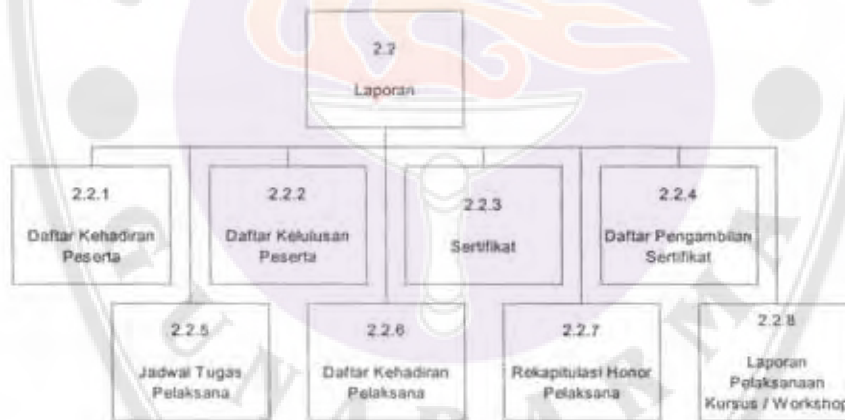 2.2
Laporan
2.2.1
Daftar Kehadiran
Peserta
2.2.2
Daftar Kelulusan
Peserta
2.2.3
Sertifikat
2.2.4
Daftar Pengambilan
Sertifikat
2.2.5
Jadwal Tugas
Pelaksana
2.2.6
Daftar Kehadiran
Pelaksana
2.2.7
Rekapitulasi Honor
Pelaksana
2.2.8
Laporan
Pelaksanaan
Kursus / Workshop